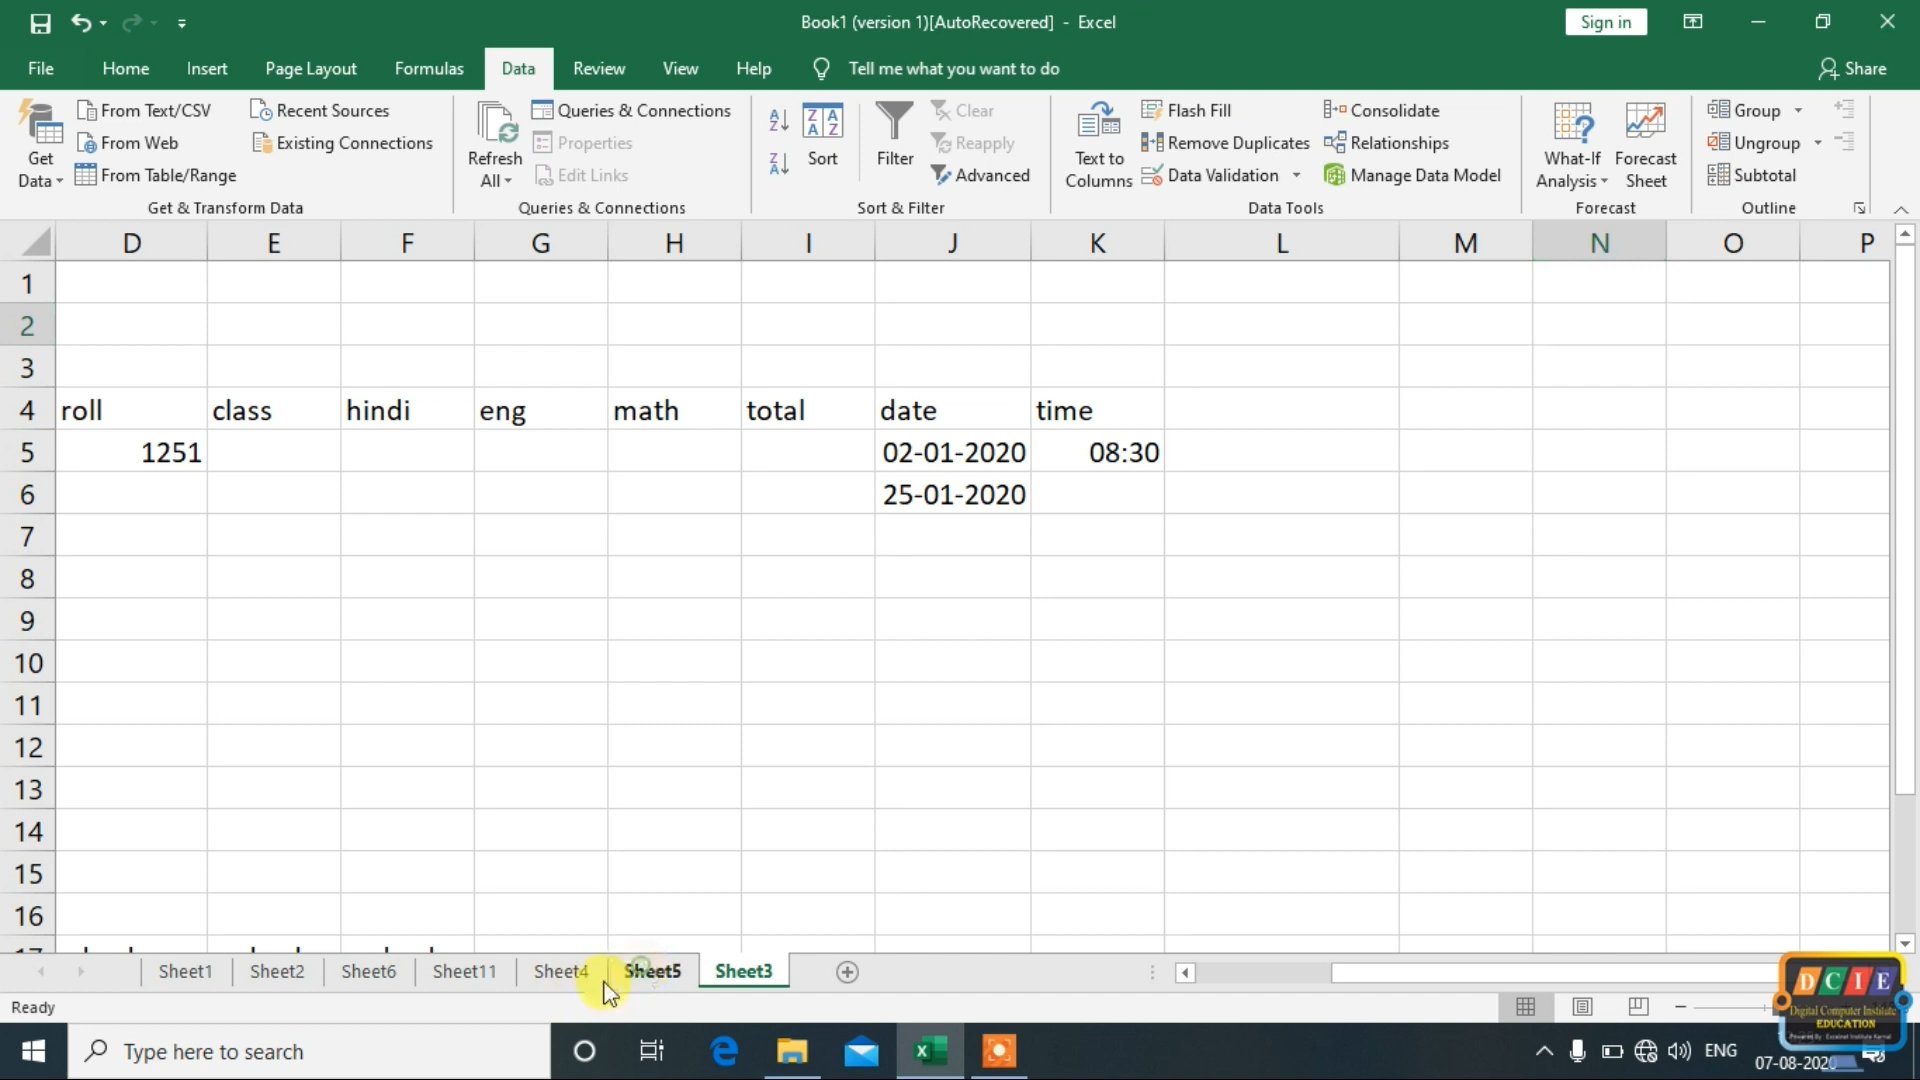 Book1 (version 1)[AutoRecovered] - Excel
Sign in
File Home Insert Page Layout Formulas Data Review View Help Tell me what you want to do Share
Get Data
From Text/CSV
From Web
From Table/Range
Recent Sources
Existing Connections
Get & Transform Data
Refresh All
Queries & Connections
Properties
Edit Links
Queries & Connections
A Z
Z A
Z A A Z
Sort
Filter
Clear
Reapply
Advanced
Sort & Filter
Text to Columns
Flash Fill
Remove Duplicates
Data Validation
Consolidate
Relationships
Manage Data Model
Data Tools
What-If Analysis
Forecast Sheet
Forecast
Group
Ungroup
Subtotal
Outline
D E F G H I J K L M N O P
1
2
3
4 roll class hindi eng math total date time
5 1251 02-01-2020 08:30
6 25-01-2020
7
8
9
10
11
12
13
14
15
16
Sheet1 Sheet2 Sheet6 Sheet11 Sheet4 Sheet5 Sheet3
Ready
Type here to search
ENG
07-08-2020
DCIE
Digital Computer Institute
EDUCATION